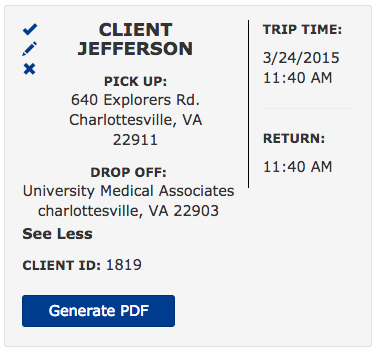 CLIENT
JEFFERSON
PICK UP:
640 Explorers Rd.
Charlottesville, VA
22911
DROP OFF:
University Medical Associates
charlottesville, VA 22903
See Less
CLIENT ID: 1819
Generate PDF
TRIP TIME:
3/24/2015
11:40 AM
RETURN:
11:40 AM